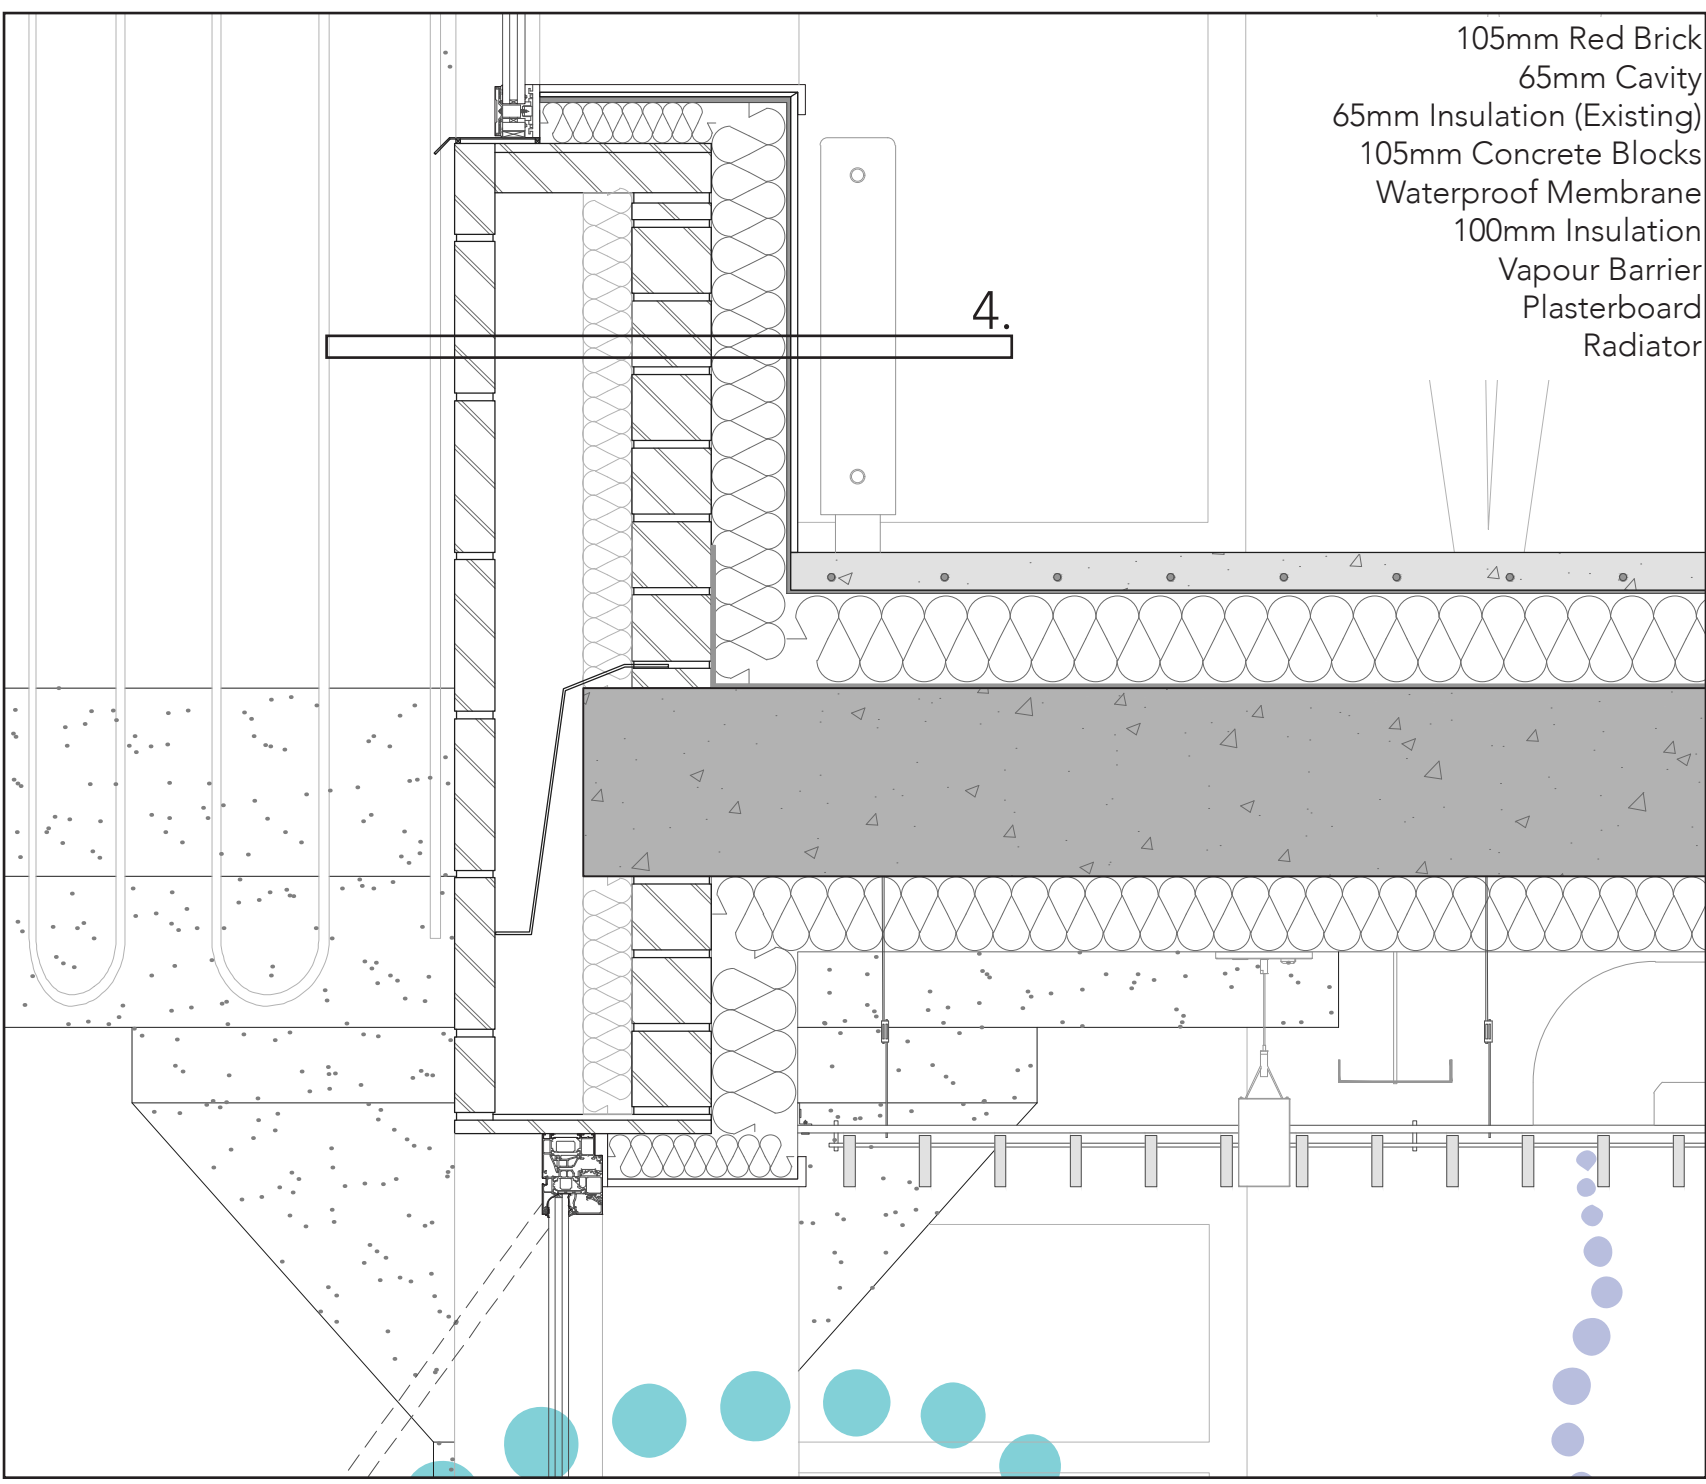 105mm Red Brick
65mm Cavity
65mm Insulation (Existing)
105mm Concrete Blocks
Waterproof Membrane
100mm Insulation
Vapour Barrier
Plasterboard
Radiator
4.